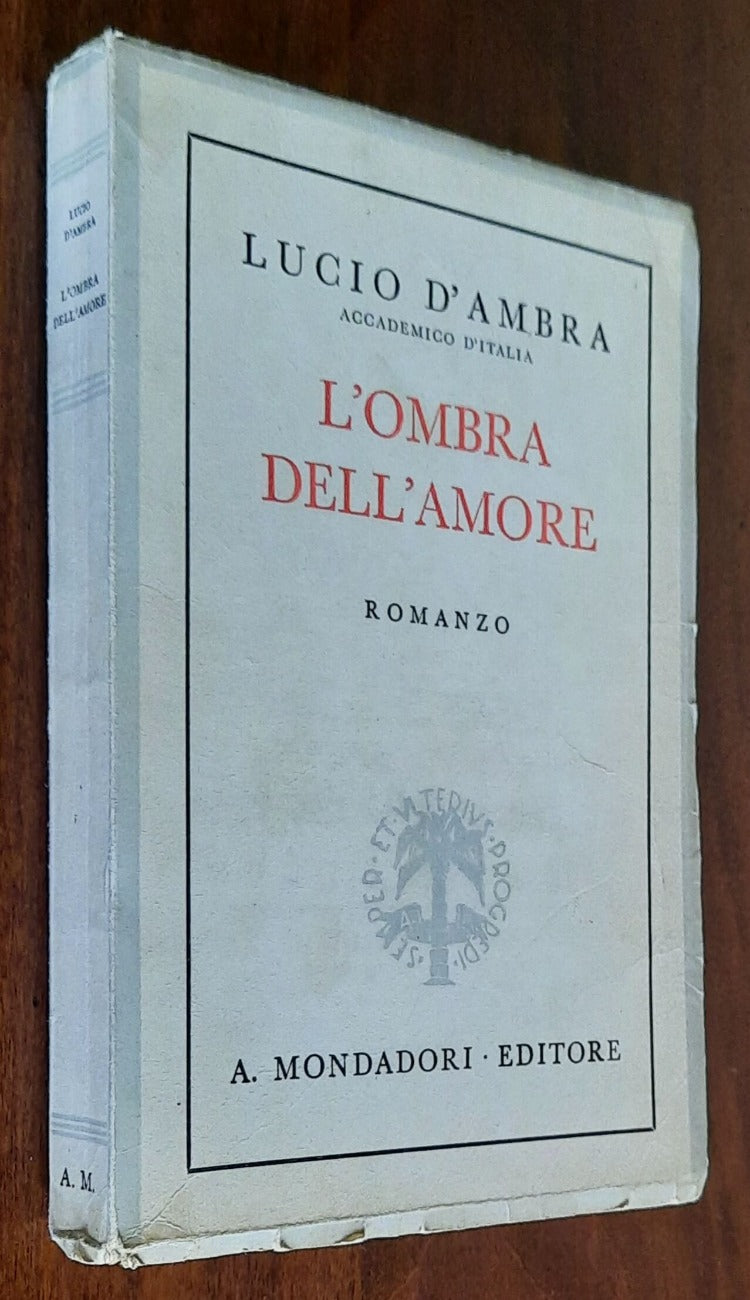 LUCIO
D'AMBRA
L'OMBRA
DELL'AMORE
A. M.
LUCIO D'AMBRA
ACCADEMICO D'ITALIA
L'OMBRA
DELL'AMORE
ROMANZO
SEMPER · ET · VLTERIVS · PROGREDI ·
A. MONDADORI · EDITORE